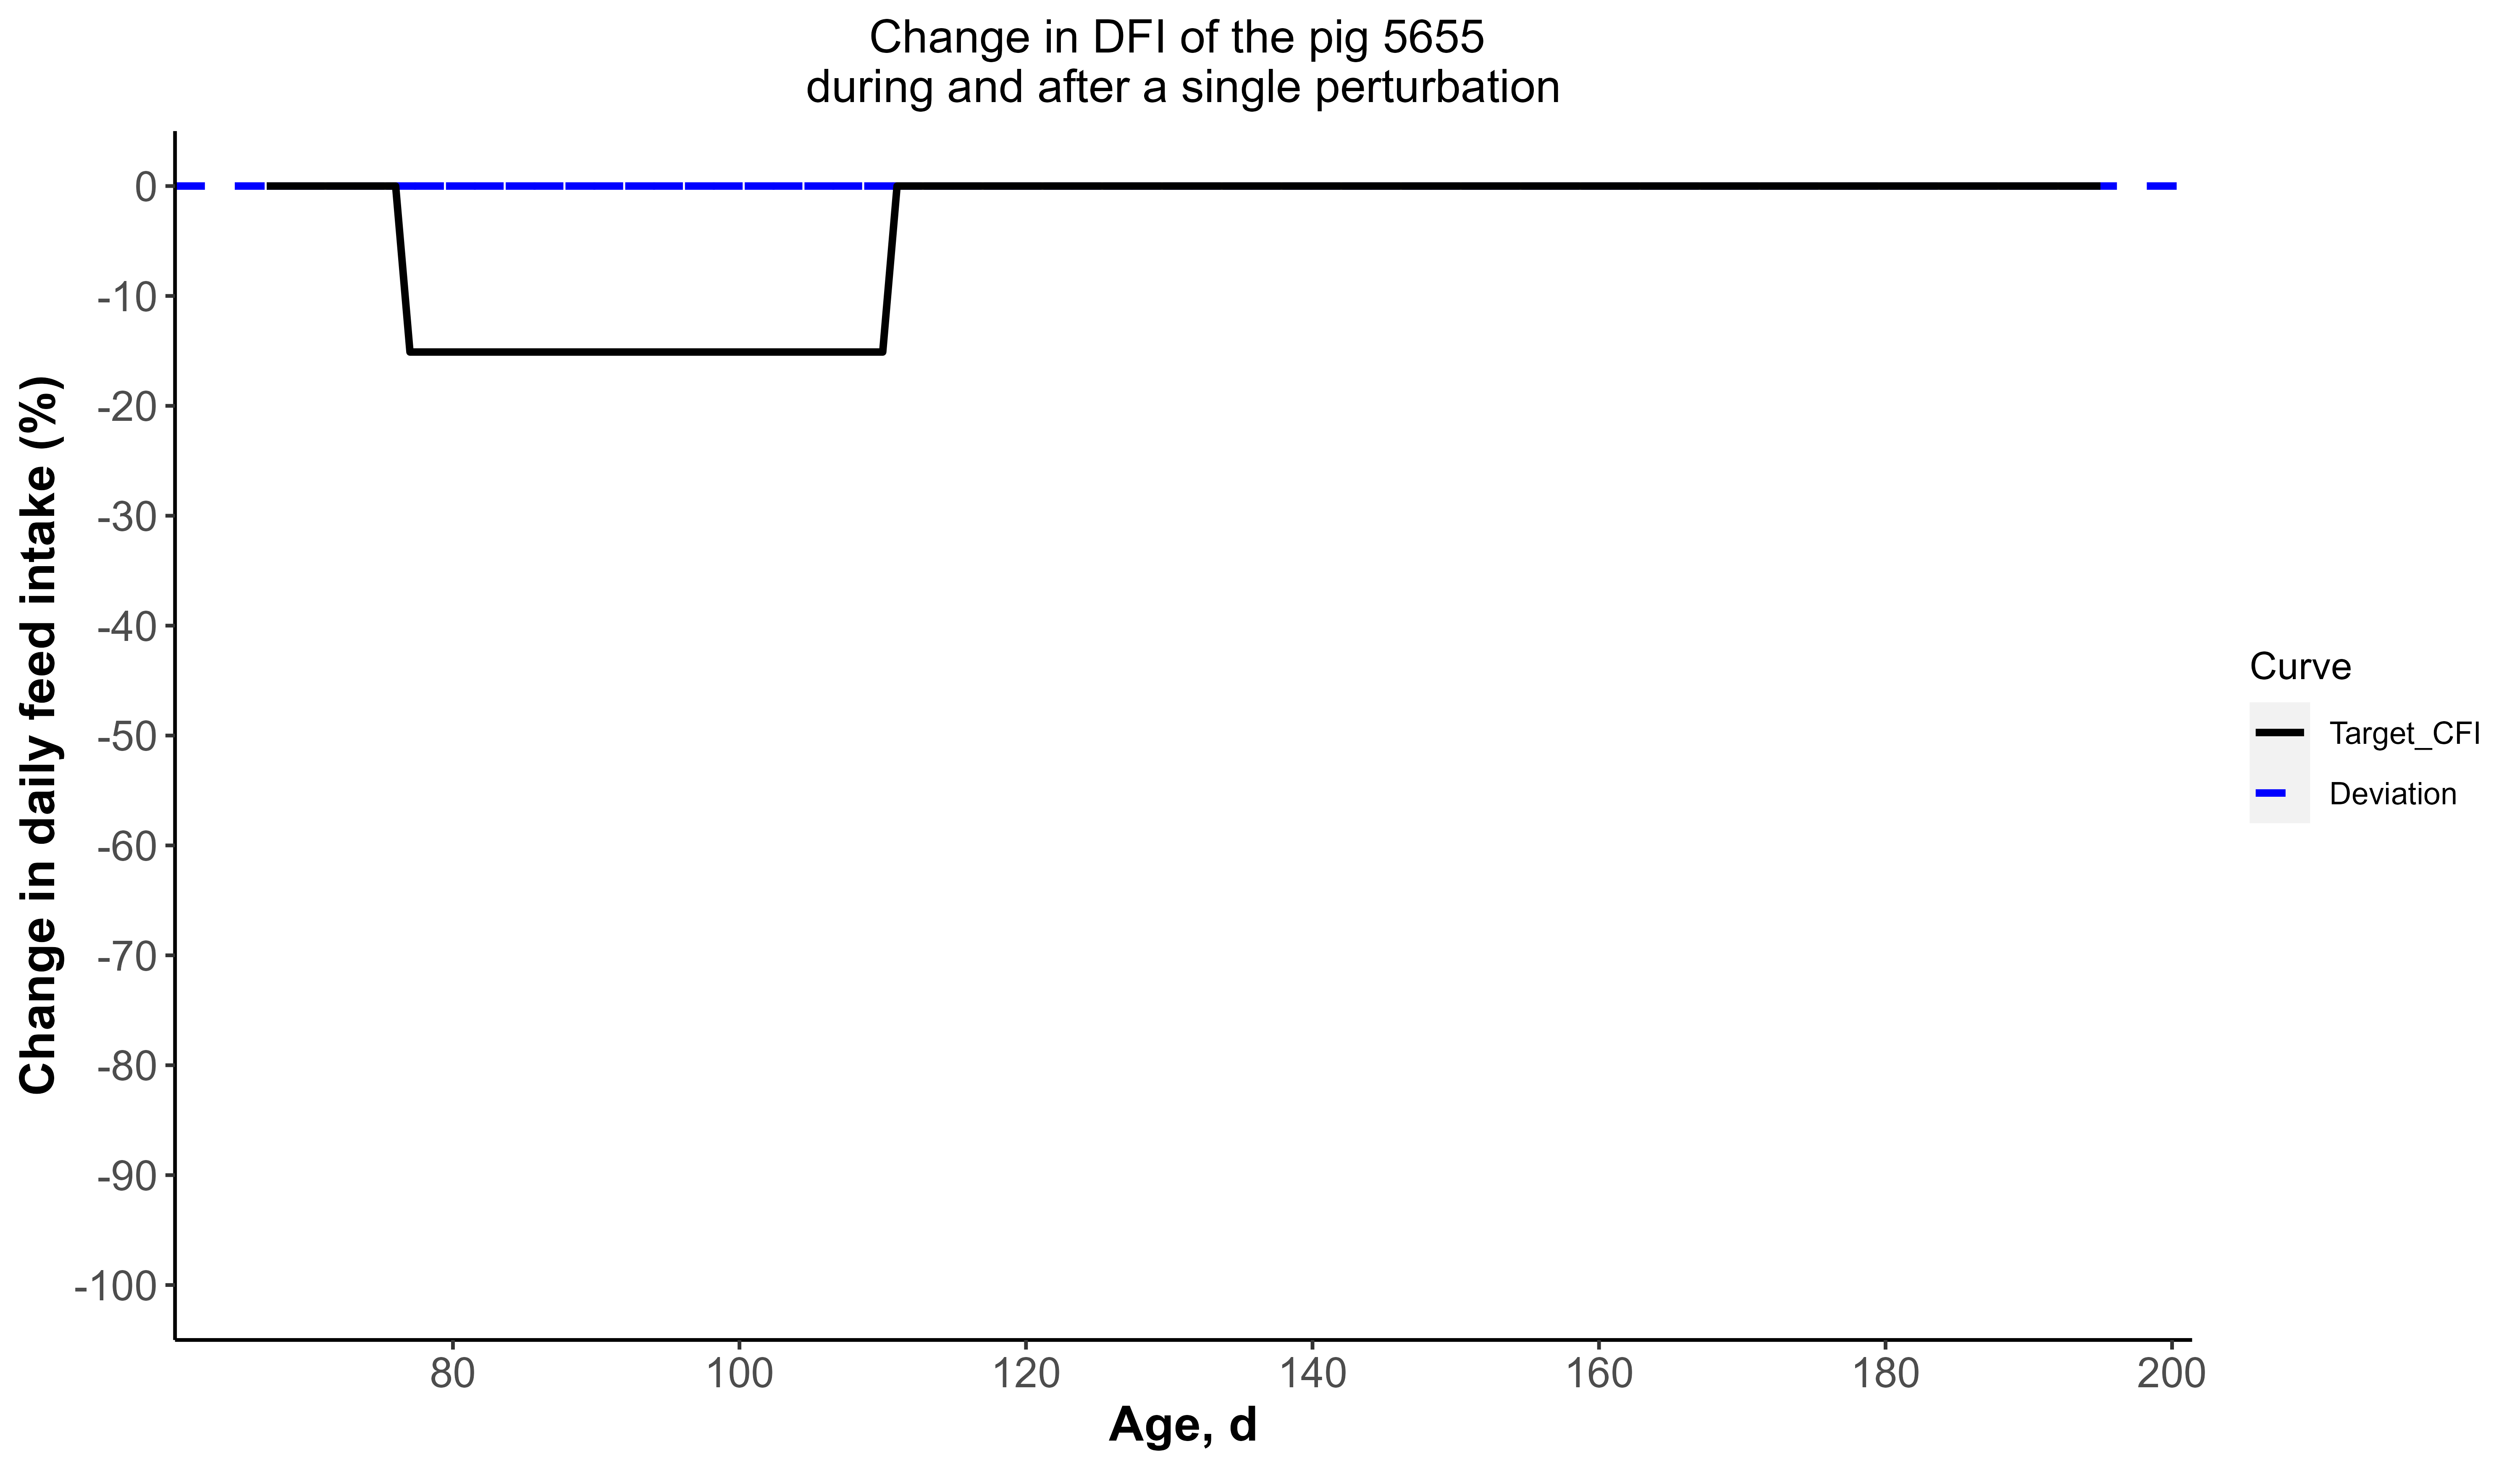 Change in DFI of the pig 5655
during and after a single perturbation
Change in daily feed intake (%)
0
-10
-20
-30
-40
-50
-60
-70
-80
-90
-100
80
100
120
140
160
180
200
Age, d
Curve
Target_CFI
Deviation